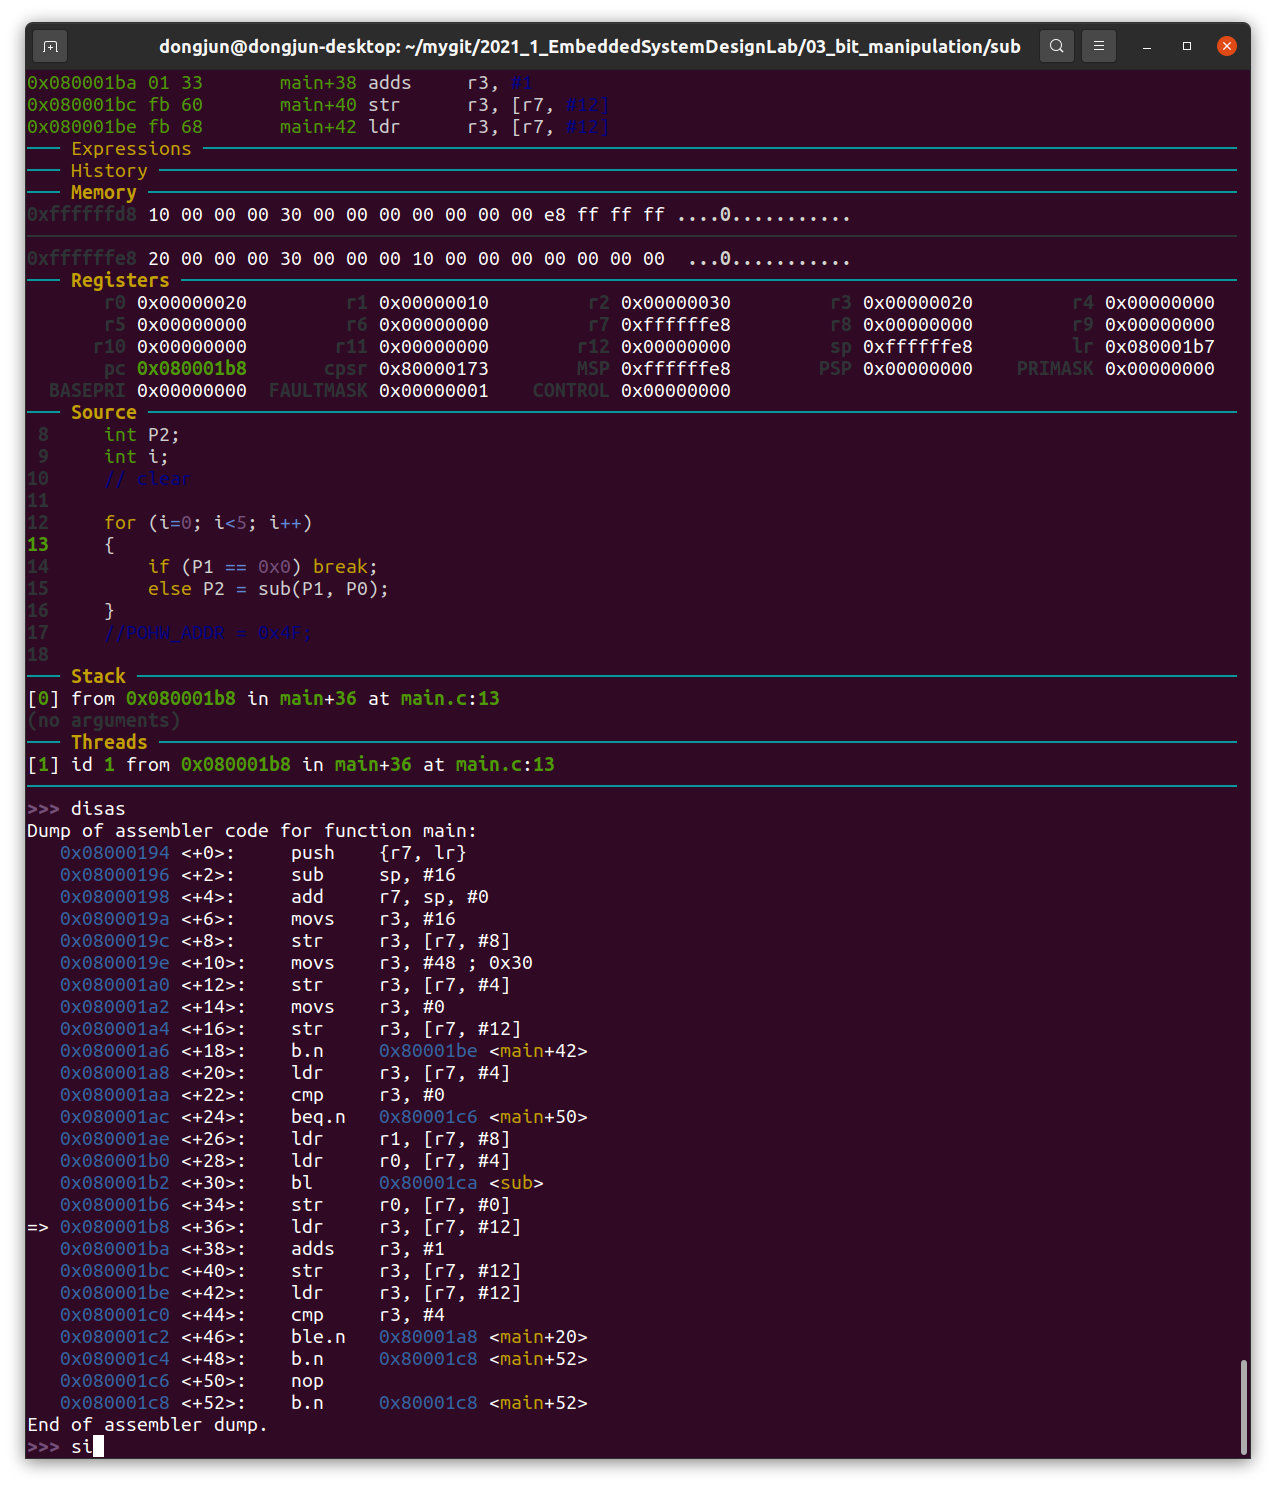 dongjun@dongjun-desktop: ~/mygit/2021_1_EmbeddedSystemDesignLab/03_bit_manipulation/sub
0x080001ba 01 33       main+38 adds     r3, #1
0x080001bc fb 60       main+40 str      r3, [r7, #12]
0x080001be fb 68       main+42 ldr      r3, [r7, #12]
─── Expressions
─── History
─── Memory
0xffffffd8 10 00 00 00 30 00 00 00 00 00 00 00 e8 ff ff ff ....0...........
0xffffffe8 20 00 00 00 30 00 00 00 10 00 00 00 00 00 00 00  ...0...........
─── Registers
r0 0x00000020 r1 0x00000010 r2 0x00000030 r3 0x00000020 r4 0x00000000
r5 0x00000000 r6 0x00000000 r7 0xffffffe8 r8 0x00000000 r9 0x00000000
r10 0x00000000 r11 0x00000000 r12 0x00000000 sp 0xffffffe8 lr 0x080001b7
pc 0x080001b8 cpsr 0x80000173 MSP 0xffffffe8 PSP 0x00000000 PRIMASK 0x00000000
BASEPRI 0x00000000 FAULTMASK 0x00000001 CONTROL 0x00000000
─── Source
 8     int P2;
 9     int i;
10     // clear
11
12     for (i=0; i<5; i++)
13     {
14         if (P1 == 0x0) break;
15         else P2 = sub(P1, P0);
16     }
17     //P0HW_ADDR = 0x4F;
18
─── Stack
[0] from 0x080001b8 in main+36 at main.c:13
(no arguments)
─── Threads
[1] id 1 from 0x080001b8 in main+36 at main.c:13
>>> disas
Dump of assembler code for function main:
   0x08000194 <+0>:     push    {r7, lr}
   0x08000196 <+2>:     sub     sp, #16
   0x08000198 <+4>:     add     r7, sp, #0
   0x0800019a <+6>:     movs    r3, #16
   0x0800019c <+8>:     str     r3, [r7, #8]
   0x0800019e <+10>:    movs    r3, #48 ; 0x30
   0x080001a0 <+12>:    str     r3, [r7, #4]
   0x080001a2 <+14>:    movs    r3, #0
   0x080001a4 <+16>:    str     r3, [r7, #12]
   0x080001a6 <+18>:    b.n     0x80001be <main+42>
   0x080001a8 <+20>:    ldr     r3, [r7, #4]
   0x080001aa <+22>:    cmp     r3, #0
   0x080001ac <+24>:    beq.n   0x80001c6 <main+50>
   0x080001ae <+26>:    ldr     r1, [r7, #8]
   0x080001b0 <+28>:    ldr     r0, [r7, #4]
   0x080001b2 <+30>:    bl      0x80001ca <sub>
   0x080001b6 <+34>:    str     r0, [r7, #0]
=> 0x080001b8 <+36>:    ldr     r3, [r7, #12]
   0x080001ba <+38>:    adds    r3, #1
   0x080001bc <+40>:    str     r3, [r7, #12]
   0x080001be <+42>:    ldr     r3, [r7, #12]
   0x080001c0 <+44>:    cmp     r3, #4
   0x080001c2 <+46>:    ble.n   0x80001a8 <main+20>
   0x080001c4 <+48>:    b.n     0x80001c8 <main+52>
   0x080001c6 <+50>:    nop
   0x080001c8 <+52>:    b.n     0x80001c8 <main+52>
End of assembler dump.
>>> si